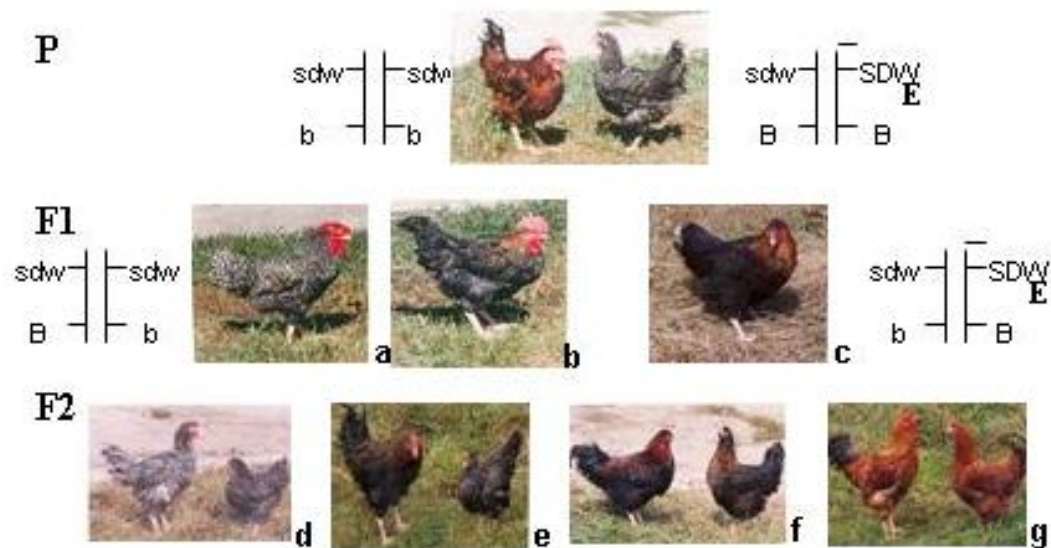 P
sdw sdw sdw SDW
E
b b B B
F1
sdw sdw sdw SDW
E
B b a b c b B
F2
d e f g